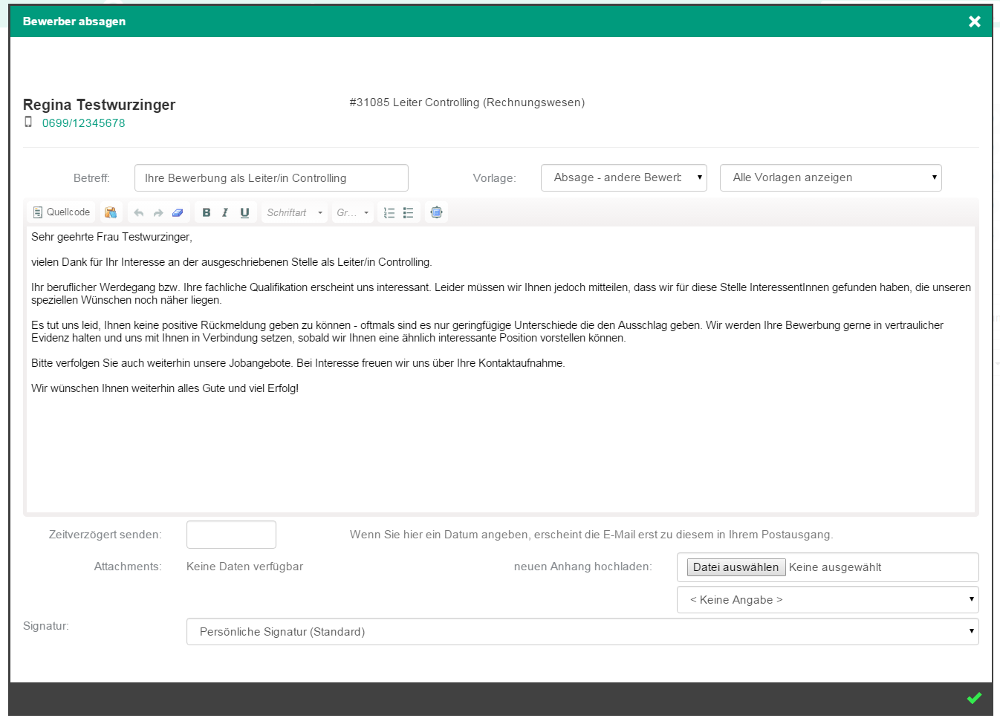 Bewerber absagen
Regina Testwurzinger
#31085 Leiter Controlling (Rechnungswesen)
0699/12345678
Betreff: Ihre Bewerbung als Leiter/in Controlling Vorlage: Absage - andere Bewerb Alle Vorlagen anzeigen
Quellcode B I U Schriftart Gr...
Sehr geehrte Frau Testwurzinger,
vielen Dank für Ihr Interesse an der ausgeschriebenen Stelle als Leiter/in Controlling.
Ihr beruflicher Werdegang bzw. Ihre fachliche Qualifikation erscheint uns interessant. Leider müssen wir Ihnen jedoch mitteilen, dass wir für diese Stelle InteressentInnen gefunden haben, die unseren
speziellen Wünschen noch näher liegen.
Es tut uns leid, Ihnen keine positive Rückmeldung geben zu können - oftmals sind es nur geringfügige Unterschiede die den Ausschlag geben. Wir werden Ihre Bewerbung gerne in vertraulicher
Evidenz halten und uns mit Ihnen in Verbindung setzen, sobald wir Ihnen eine ähnlich interessante Position vorstellen können.
Bitte verfolgen Sie auch weiterhin unsere Jobangebote. Bei Interesse freuen wir uns über Ihre Kontaktaufnahme.
Wir wünschen Ihnen weiterhin alles Gute und viel Erfolg!
Zeitverzögert senden: Wenn Sie hier ein Datum angeben, erscheint die E-Mail erst zu diesem in Ihrem Postausgang.
Attachments: Keine Daten verfügbar neuen Anhang hochladen: Datei auswählen Keine ausgewählt
< Keine Angabe >
Signatur: Persönliche Signatur (Standard)